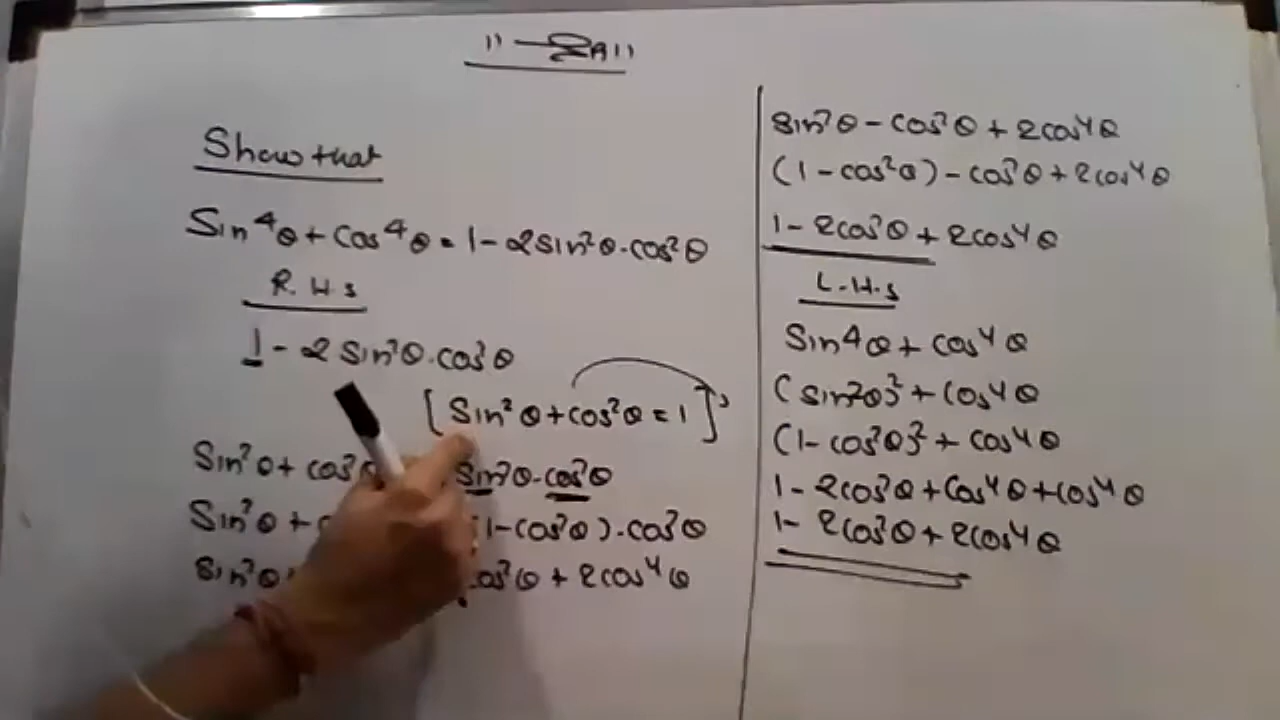 Show that
Sin⁴θ + Cos⁴θ = 1 - 2sin²θ.cos²θ
R.H.S
1 - 2 Sin²θ.cos²θ
[Sin²θ + cos²θ = 1]
Sin²θ + cos²θ sin²θ.cos²θ
Sin²θ + (1-cos²θ).cos²θ
Sin²θ cos²θ + 2cos⁴θ
Sin²θ - cos²θ + 2cos⁴θ
(1 - cos²θ) - cos²θ + 2cos⁴θ
1 - 2cos²θ + 2cos⁴θ
L.H.S
Sin⁴θ + cos⁴θ
(sin²θ)² + cos⁴θ
(1-cos²θ)² + cos⁴θ
1 - 2cos²θ + cos⁴θ + cos⁴θ
1 - 2cos²θ + 2cos⁴θ